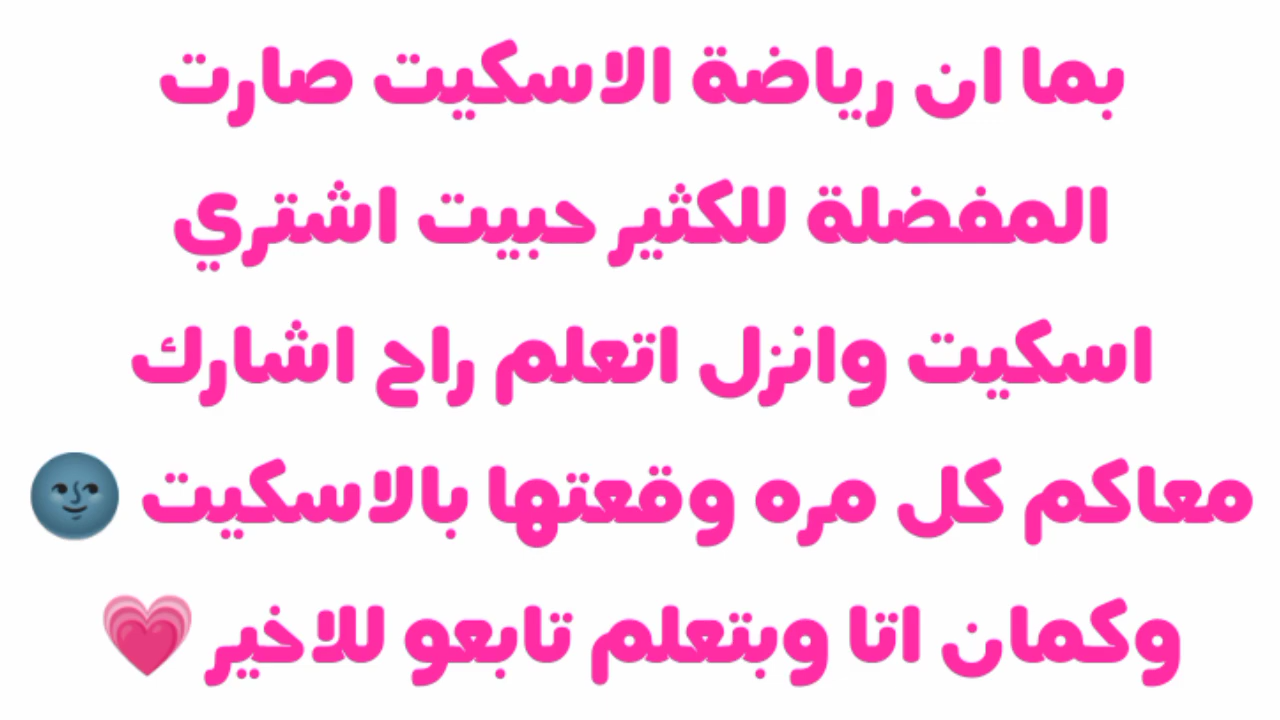 بما ان رياضة الاسكيت صارت
المفضلة للكثير حبيت اشتري
اسكيت وانزل اتعلم راح اشارك
معاكم كل مره وقعتها بالاسكيت 🌚
وكمان اتا وبتعلم تابعو للاخير 💗